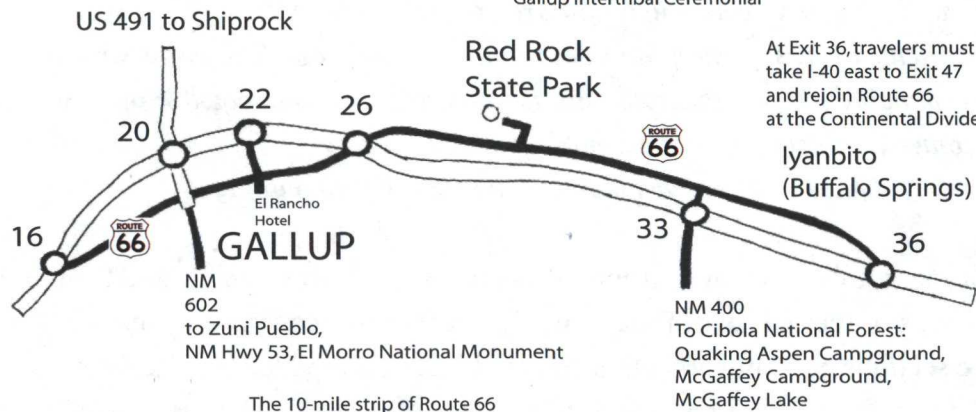 Gallup Intertribal Ceremonial
US 491 to Shiprock
Red Rock
State Park
At Exit 36, travelers must
take I-40 east to Exit 47
and rejoin Route 66
at the Continental Divide
20
22
26
ROUTE
66
Iyanbito
(Buffalo Springs)
El Rancho
Hotel
16
ROUTE
66
GALLUP
33
36
NM
602
to Zuni Pueblo,
NM Hwy 53, El Morro National Monument
NM 400
To Cibola National Forest:
Quaking Aspen Campground,
McGaffey Campground,
McGaffey Lake
The 10-mile strip of Route 66